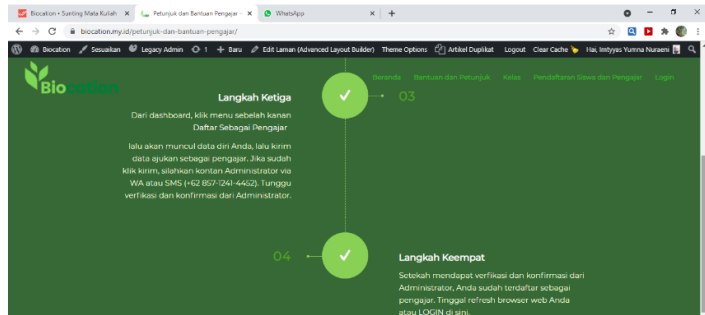 Biocation • Sunting Mata Kuliah
Petunjuk dan Bantuan Pengajar –
WhatsApp
biocation.my.id/petunjuk-dan-bantuan-pengajar/
Biocation Sesuaikan Legacy Admin 1 Baru Edit Laman (Advanced Layout Builder) Theme Options Artikel Duplikat Logout Clear Cache Hai, Imtyyas Yumna Nuraeni
Biocation
Beranda Bantuan dan Petunjuk Kelas Pendaftaran Siswa dan Pengajar Login
Langkah Ketiga
03
Dari dashboard, klik menu sebelah kanan
Daftar Sebagai Pengajar
lalu akan muncul data diri Anda, lalu kirim
data ajukan sebagai pengajar. Jika sudah
klik kirim, silahkan kontan Administrator via
WA atau SMS (+62 857-1241-4452). Tunggu
verfikasi dan konfirmasi dari Administrator.
04
Langkah Keempat
Setekah mendapat verfikasi dan konfirmasi dari
Administrator, Anda sudah terdaftar sebagai
pengajar. Tinggal refresh browser web Anda
atau LOGIN di sini.